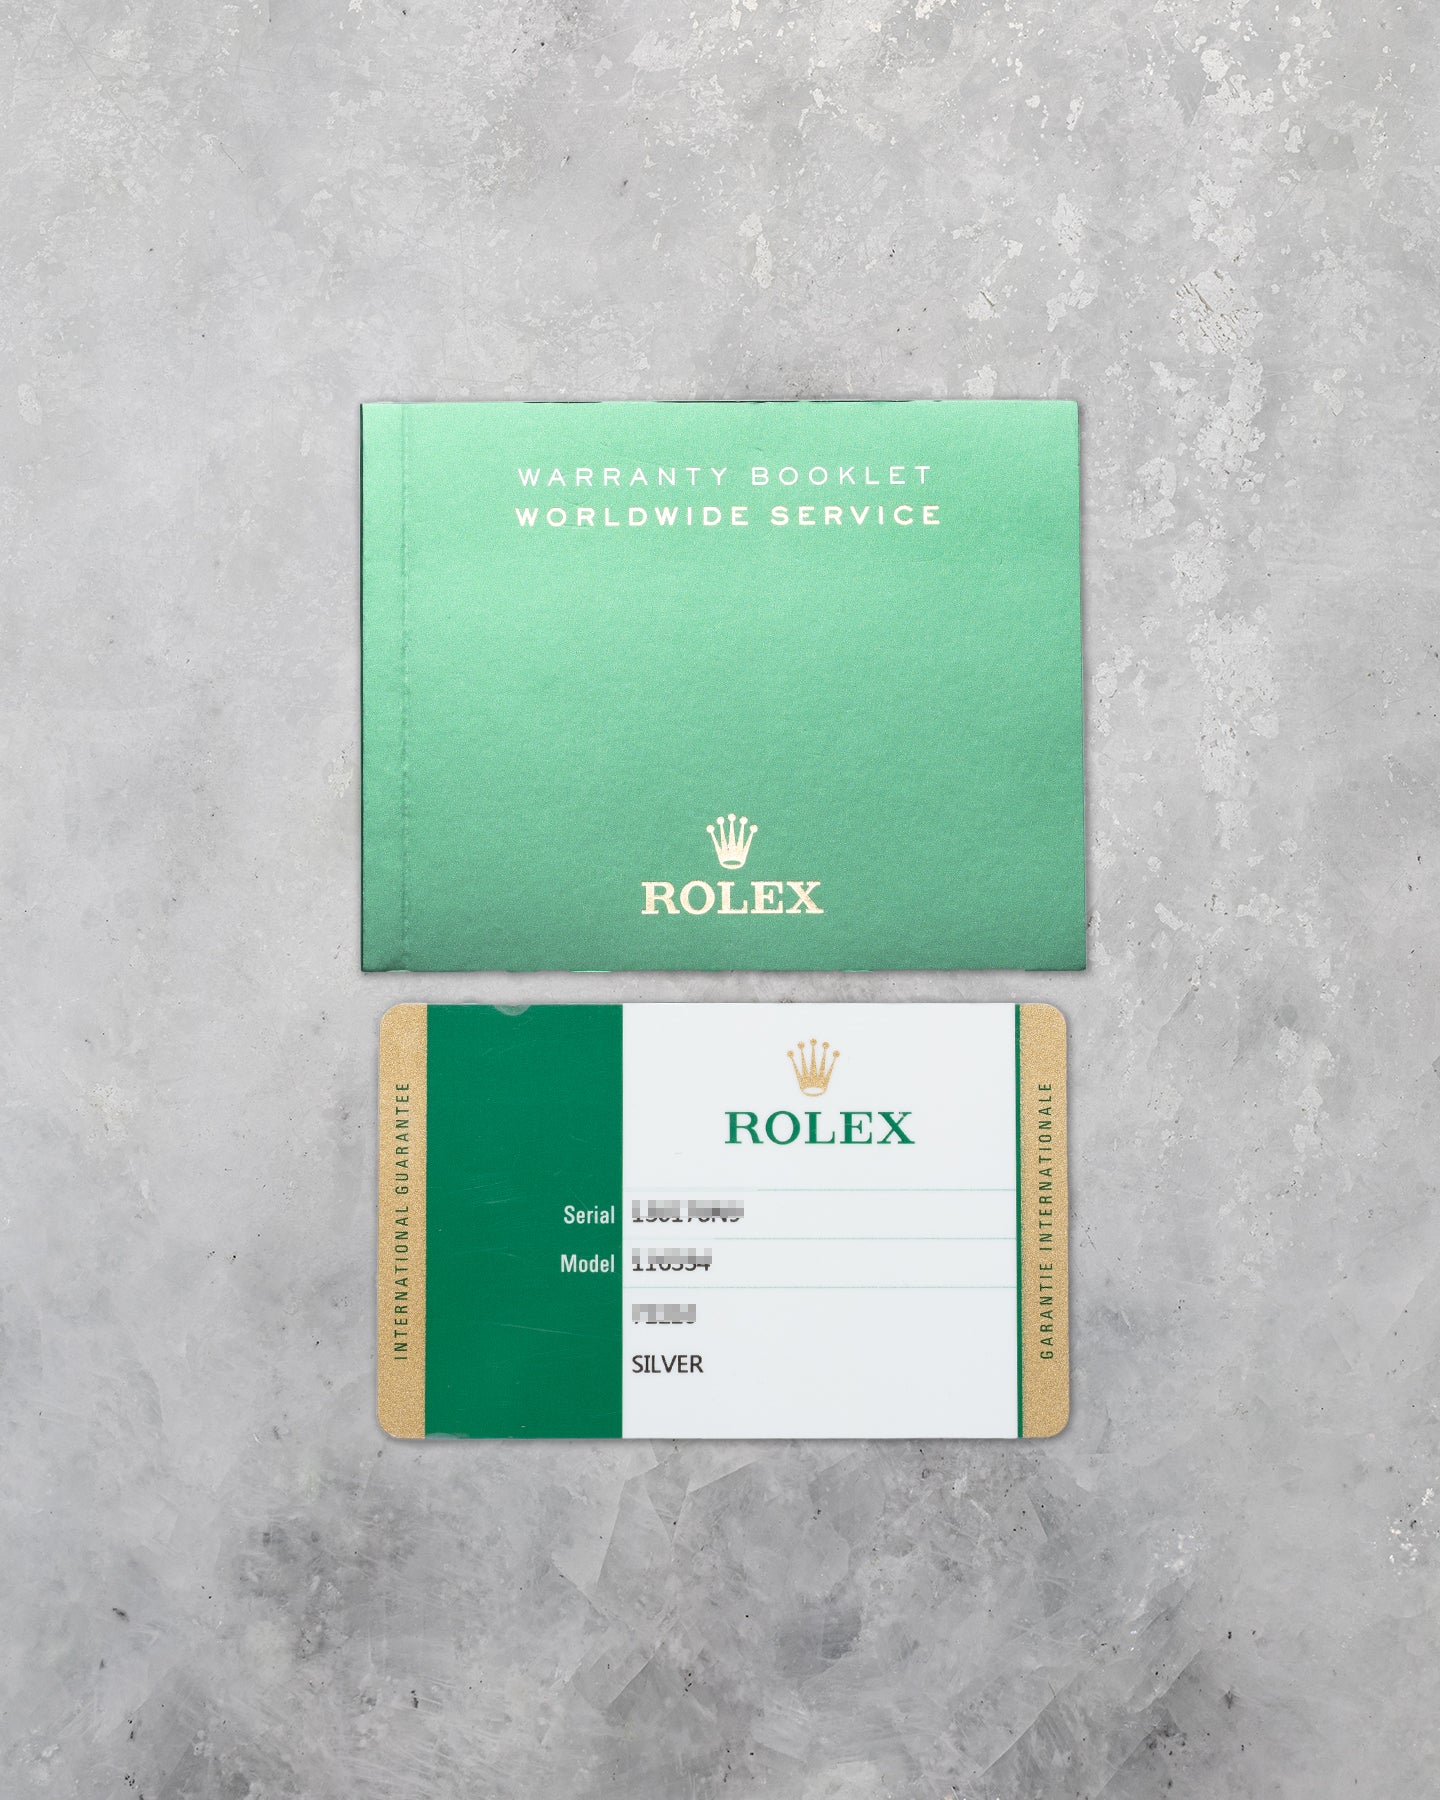 WARRANTY BOOKLET
WORLDWIDE SERVICE
ROLEX
INTERNATIONAL GUARANTEE
ROLEX
Serial
Model
SILVER
GARANTIE INTERNATIONALE